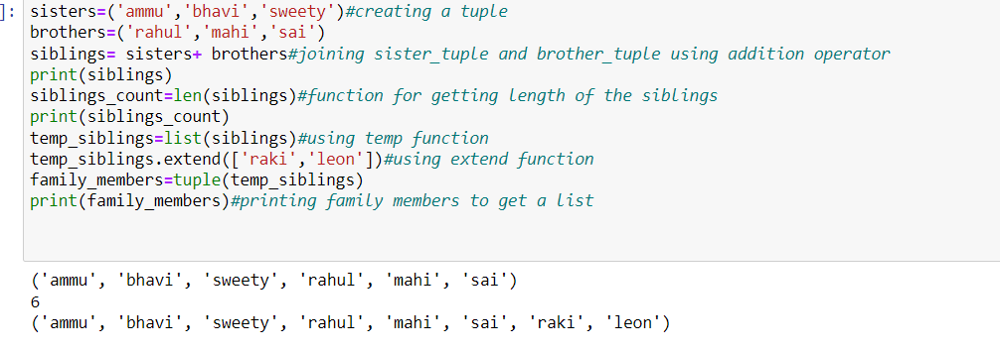 ]: sisters=('ammu','bhavi','sweety')#creating a tuple
brothers=('rahul','mahi','sai')
siblings= sisters+ brothers#joining sister_tuple and brother_tuple using addition operator
print(siblings)
siblings_count=len(siblings)#function for getting length of the siblings
print(siblings_count)
temp_siblings=list(siblings)#using temp function
temp_siblings.extend(['raki','leon'])#using extend function
family_members=tuple(temp_siblings)
print(family_members)#printing family members to get a list
('ammu', 'bhavi', 'sweety', 'rahul', 'mahi', 'sai')
6
('ammu', 'bhavi', 'sweety', 'rahul', 'mahi', 'sai', 'raki', 'leon')